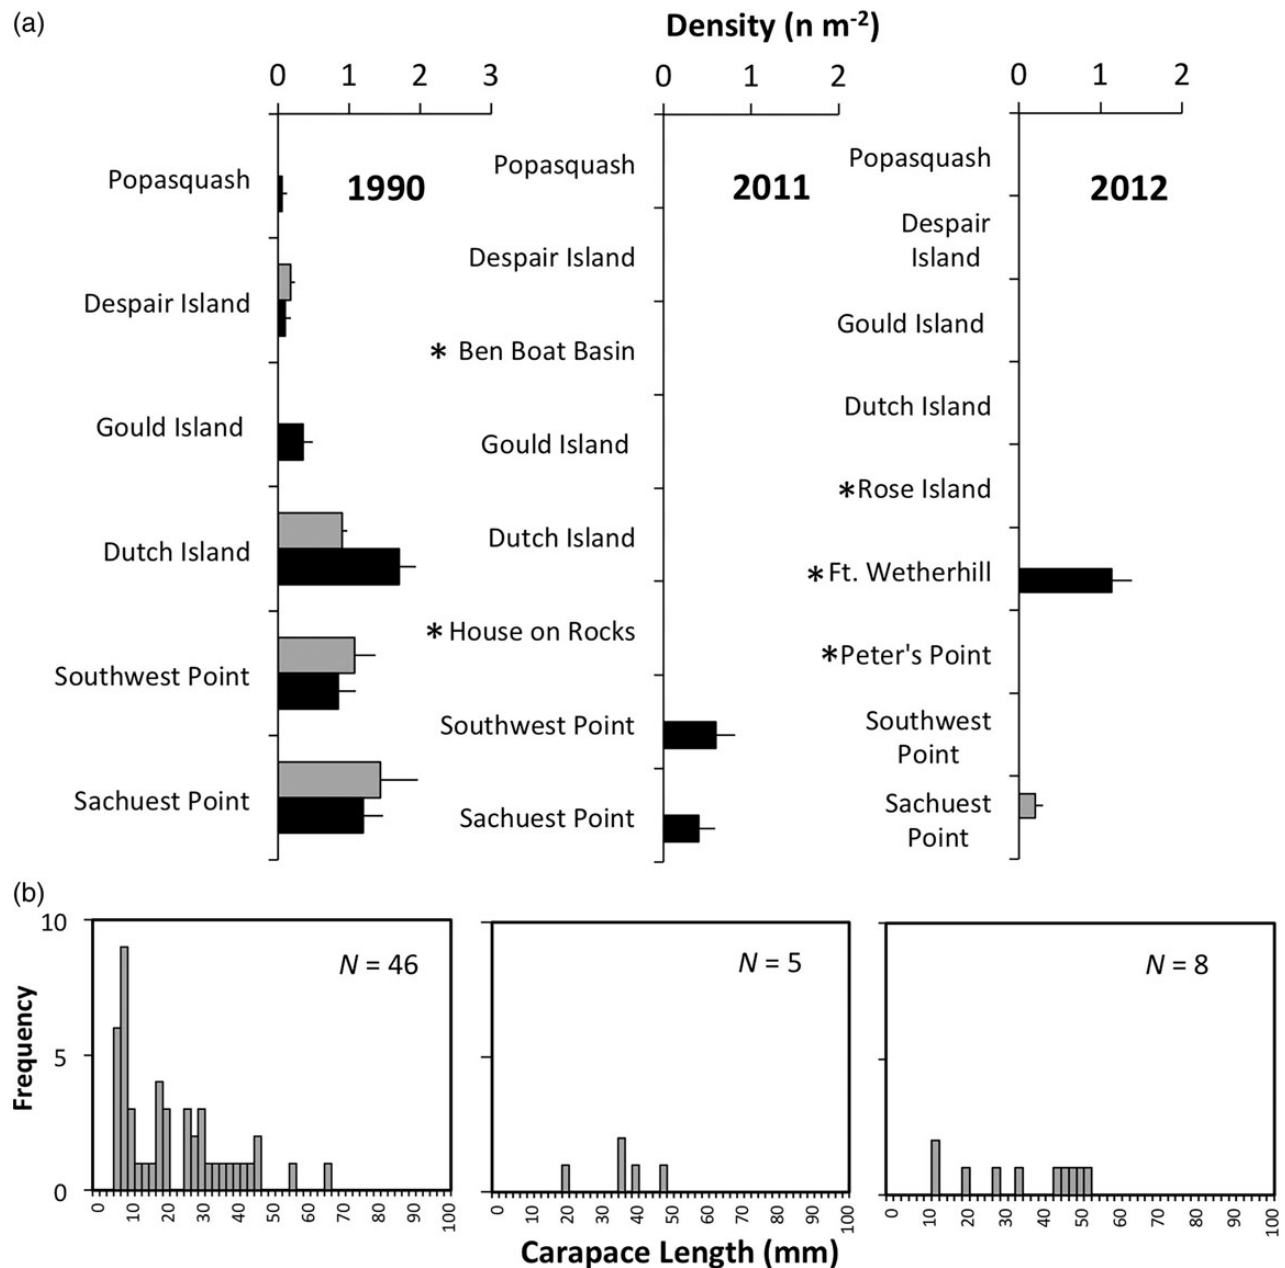 (a)
Density (n m-2)
0 1 2 3
0 1 2
0 1 2
1990
Popasquash
Despair Island
Gould Island
Dutch Island
Southwest Point
Sachuest Point
2011
Popasquash
Despair Island
* Ben Boat Basin
Gould Island
Dutch Island
* House on Rocks
Southwest Point
Sachuest Point
2012
Popasquash
Despair
Island
Gould Island
Dutch Island
*Rose Island
*Ft. Wetherhill
*Peter's Point
Southwest
Point
Sachuest
Point
(b)
Frequency
10
5
0
N = 46
0 10 20 30 40 50 60 70 80 90 100
N = 5
0 10 20 30 40 50 60 70 80 90 100
N = 8
0 10 20 30 40 50 60 70 80 90 100
Carapace Length (mm)